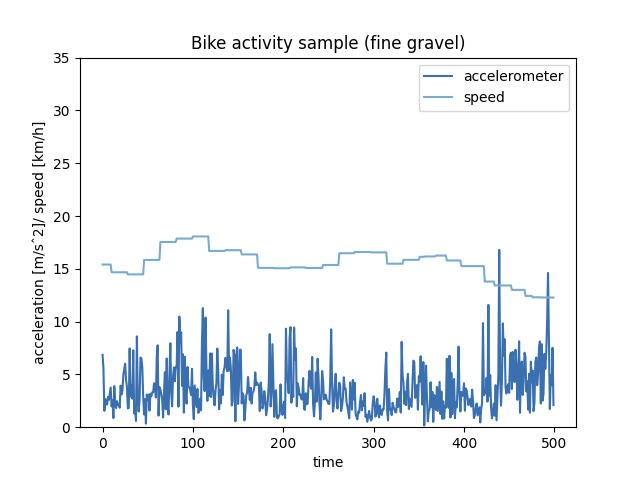 Bike activity sample (fine gravel)
accelerometer
speed
acceleration [m/s^2]/ speed [km/h]
35
30
25
20
15
10
5
0
0 100 200 300 400 500
time